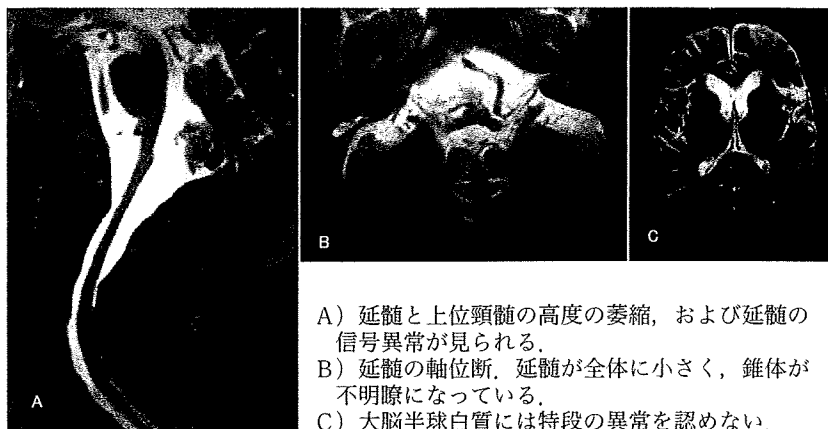 A
B
C
A）延髄と上位頸髄の高度の萎縮，および延髄の
信号異常が見られる．
B）延髄の軸位断．延髄が全体に小さく，錐体が
不明瞭になっている．
C）大脳半球白質には特段の異常を認めない．